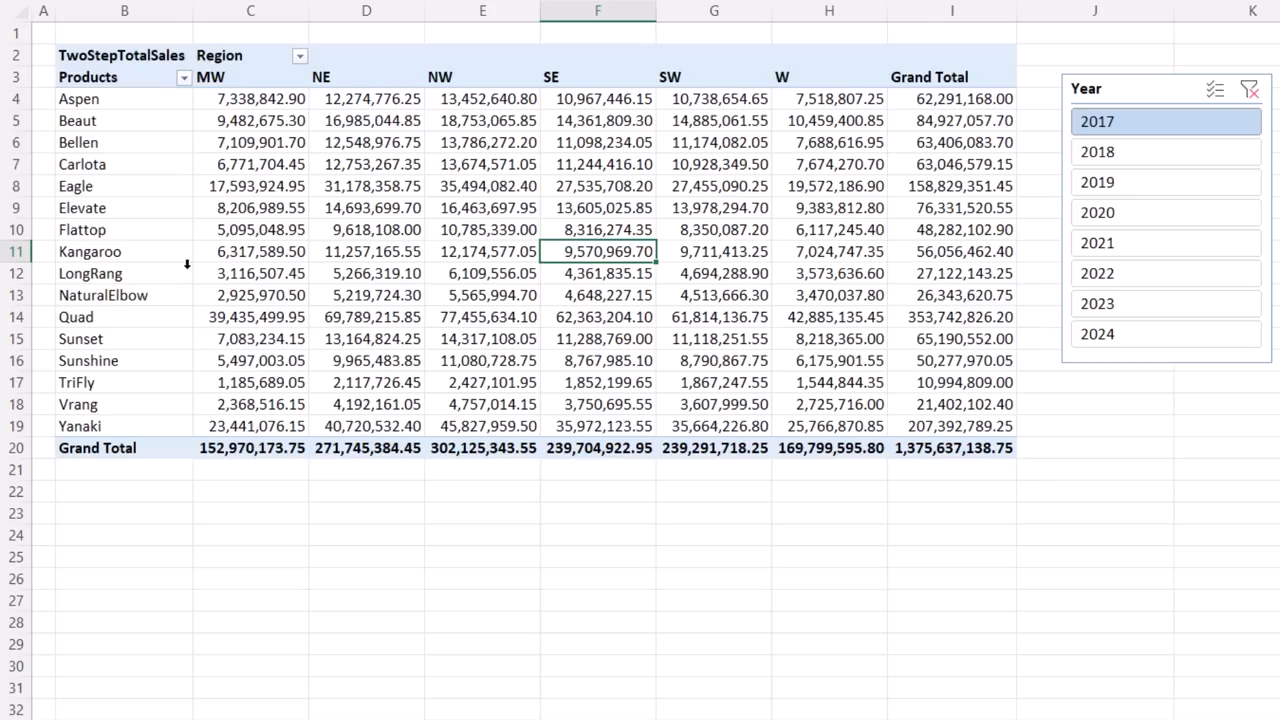 A B C D E F G H I J K
1
2 TwoStepTotalSales Region
3 Products MW NE NW SE SW W Grand Total
4 Aspen 7,338,842.90 12,274,776.25 13,452,640.80 10,967,446.15 10,738,654.65 7,518,807.25 62,291,168.00
5 Beaut 9,482,675.30 16,985,044.85 18,753,065.85 14,361,809.30 14,885,061.55 10,459,400.85 84,927,057.70
6 Bellen 7,109,901.70 12,548,976.75 13,786,272.20 11,098,234.05 11,174,082.05 7,688,616.95 63,406,083.70
7 Carlota 6,771,704.45 12,753,267.35 13,674,571.05 11,244,416.10 10,928,349.50 7,674,270.70 63,046,579.15
8 Eagle 17,593,924.95 31,178,358.75 35,494,082.40 27,535,708.20 27,455,090.25 19,572,186.90 158,829,351.45
9 Elevate 8,206,989.55 14,693,699.70 16,463,697.95 13,605,025.85 13,978,294.70 9,383,812.80 76,331,520.55
10 Flattop 5,095,048.95 9,618,108.00 10,785,339.00 8,316,274.35 8,350,087.20 6,117,245.40 48,282,102.90
11 Kangaroo 6,317,589.50 11,257,165.55 12,174,577.05 9,570,969.70 9,711,413.25 7,024,747.35 56,056,462.40
12 LongRang 3,116,507.45 5,266,319.10 6,109,556.05 4,361,835.15 4,694,288.90 3,573,636.60 27,122,143.25
13 NaturalElbow 2,925,970.50 5,219,724.30 5,565,994.70 4,648,227.15 4,513,666.30 3,470,037.80 26,343,620.75
14 Quad 39,435,499.95 69,789,215.85 77,455,634.10 62,363,204.10 61,814,136.75 42,885,135.45 353,742,826.20
15 Sunset 7,083,234.15 13,164,824.25 14,317,108.05 11,288,769.00 11,118,251.55 8,218,365.00 65,190,552.00
16 Sunshine 5,497,003.05 9,965,483.85 11,080,728.75 8,767,985.10 8,790,867.75 6,175,901.55 50,277,970.05
17 TriFly 1,185,689.05 2,117,726.45 2,427,101.95 1,852,199.65 1,867,247.55 1,544,844.35 10,994,809.00
18 Vrang 2,368,516.15 4,192,161.05 4,757,014.15 3,750,695.55 3,607,999.50 2,725,716.00 21,402,102.40
19 Yanaki 23,441,076.15 40,720,532.40 45,827,959.50 35,972,123.55 35,664,226.80 25,766,870.85 207,392,789.25
20 Grand Total 152,970,173.75 271,745,384.45 302,125,343.55 239,704,922.95 239,291,718.25 169,799,595.80 1,375,637,138.75
21
22
23
24
25
26
27
28
29
30
31
32
Year
2017
2018
2019
2020
2021
2022
2023
2024